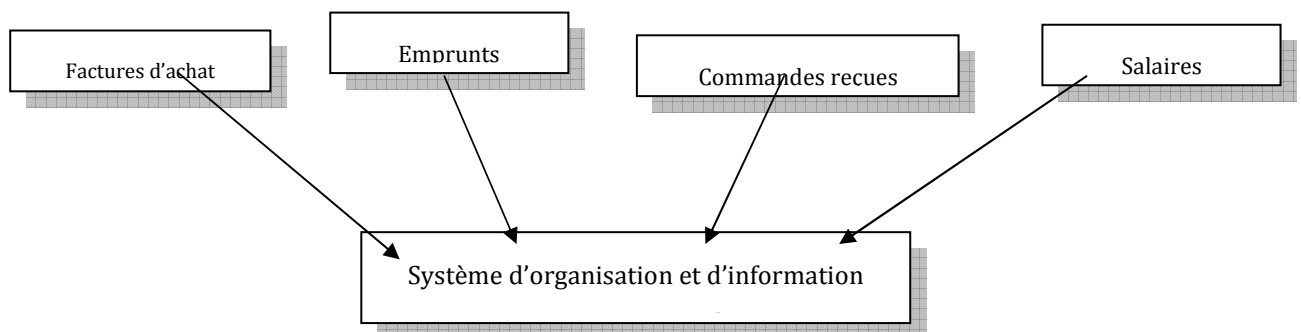 Factures d'achat
Emprunts
Commandes recues
Salaires
Système d'organisation et d'information